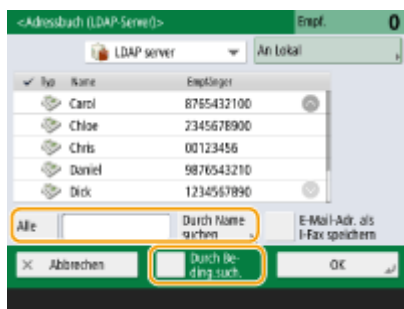 <Adressbuch (LDAP-Server)> Empf. 0
LDAP server An Lokal
Typ Name Empfänger
Carol 8765432100
Chloe 2345678900
Chris 00123456
Daniel 9876543210
Dick 1234567890
Alle Durch Name suchen E-Mail-Adr. als I-Fax speichern
Abbrechen Durch Be-ding.such. OK